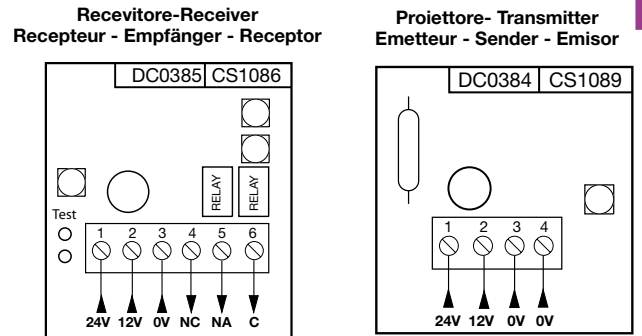 Recevitore-Receiver
Recepteur - Empfänger - Receptor
DC0385 CS1086
RELAY RELAY
Test
1 2 3 4 5 6
24V 12V 0V NC NA C
Proiettore- Transmitter
Emetteur - Sender - Emisor
DC0384 CS1089
1 2 3 4
24V 12V 0V 0V